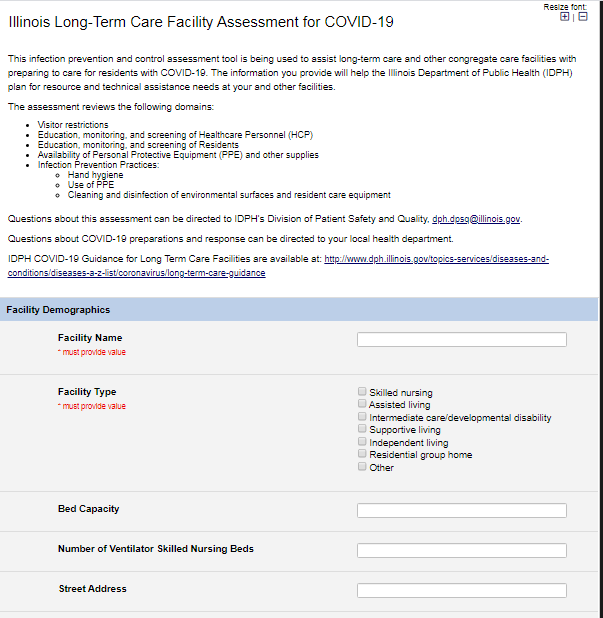 Resize font:
Illinois Long-Term Care Facility Assessment for COVID-19
This infection prevention and control assessment tool is being used to assist long-term care and other congregate care facilities with
preparing to care for residents with COVID-19. The information you provide will help the Illinois Department of Public Health (IDPH)
plan for resource and technical assistance needs at your and other facilities.
The assessment reviews the following domains:
Visitor restrictions
Education, monitoring, and screening of Healthcare Personnel (HCP)
Education, monitoring, and screening of Residents
Availability of Personal Protective Equipment (PPE) and other supplies
Infection Prevention Practices:
Hand hygiene
Use of PPE
Cleaning and disinfection of environmental surfaces and resident care equipment
Questions about this assessment can be directed to IDPH's Division of Patient Safety and Quality, dph.dpsq@illinois.gov.
Questions about COVID-19 preparations and response can be directed to your local health department.
IDPH COVID-19 Guidance for Long Term Care Facilities are available at: http://www.dph.illinois.gov/topics-services/diseases-and-
conditions/diseases-a-z-list/coronavirus/long-term-care-guidance
Facility Demographics
Facility Name
* must provide value
Facility Type
* must provide value
Skilled nursing
Assisted living
Intermediate care/developmental disability
Supportive living
Independent living
Residential group home
Other
Bed Capacity
Number of Ventilator Skilled Nursing Beds
Street Address